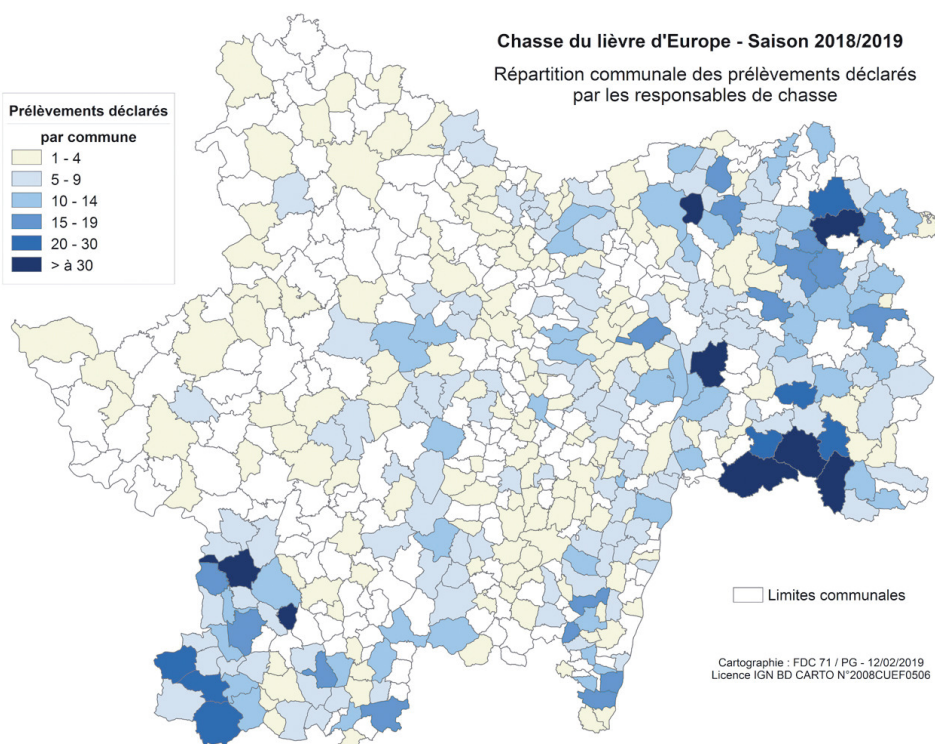 Chasse du lièvre d'Europe - Saison 2018/2019
Répartition communale des prélèvements déclarés
par les responsables de chasse
Prélèvements déclarés
par commune
1 - 4
5 - 9
10 - 14
15 - 19
20 - 30
> à 30
Limites communales
Cartographie : FDC 71 / PG - 12/02/2019
Licence IGN BD CARTO N°2008CUEF0506